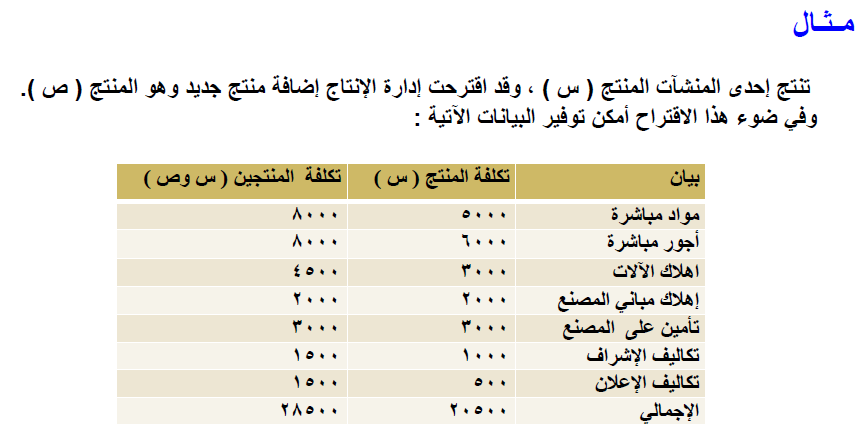 مـثـال
تنتج إحدى المنشآت المنتج ( س ) ، وقد اقترحت إدارة الإنتاج إضافة منتج جديد وهو المنتج ( ص ).
وفي ضوء هذا الاقتراح أمكن توفير البيانات الآتية :
بيان تكلفة المنتج ( س ) تكلفة المنتجين ( س وص )
مواد مباشرة ٥٠٠٠ ٨٠٠٠
أجور مباشرة ٦٠٠٠ ٨٠٠٠
اهلاك الآلات ٣٠٠٠ ٤٥٠٠
إهلاك مباني المصنع ٢٠٠٠ ٢٠٠٠
تأمين على المصنع ٣٠٠٠ ٣٠٠٠
تكاليف الإشراف ١٠٠٠ ١٥٠٠
تكاليف الإعلان ٥٠٠ ١٥٠٠
الإجمالي ٢٠٥٠٠ ٢٨٥٠٠